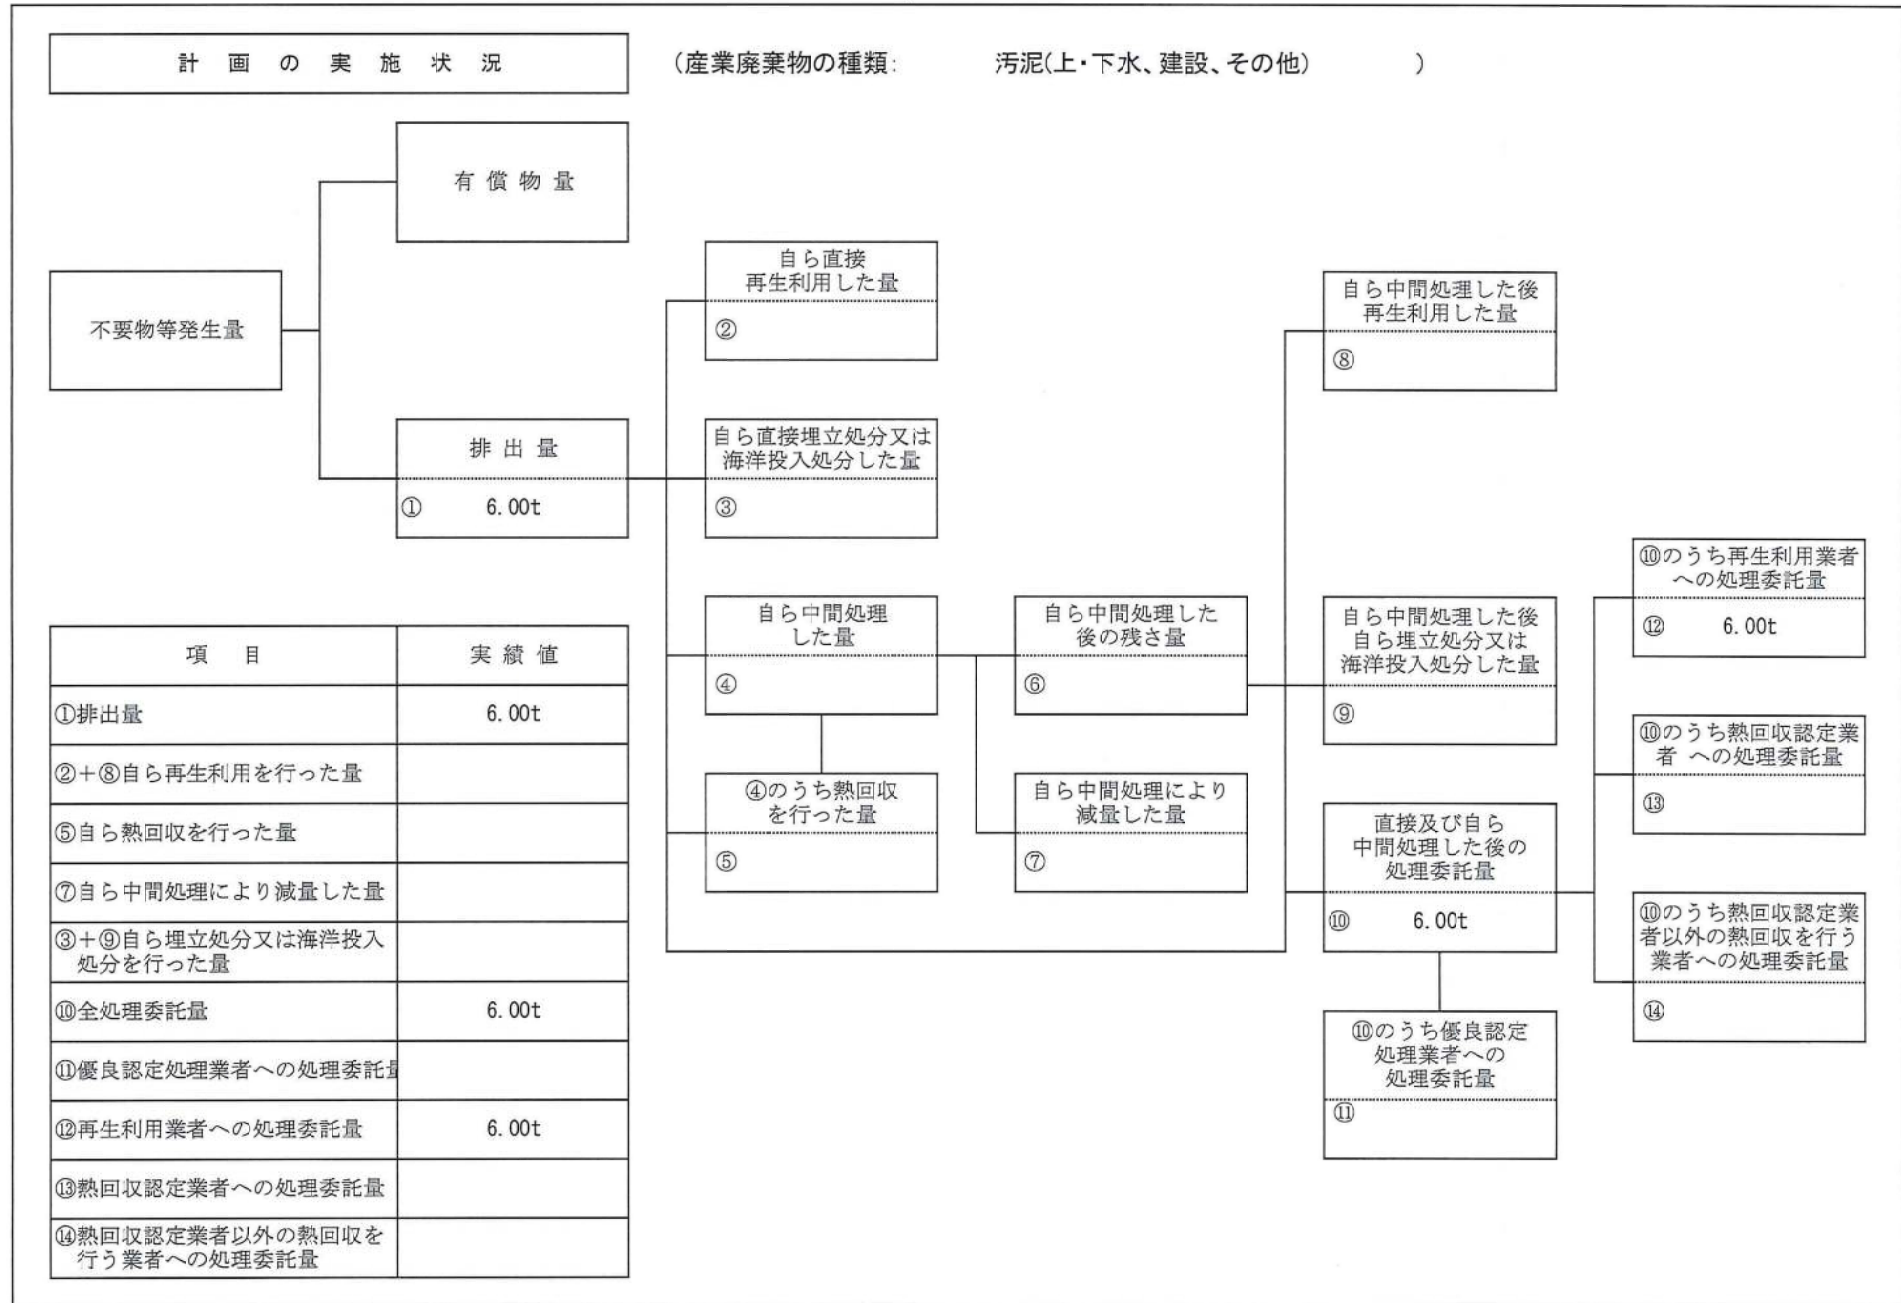 計画の実施状況
(産業廃棄物の種類: 汚泥(上・下水、建設、その他) )
有償物量
不要物等発生量
排出量
① 6.00t
自ら直接
再生利用した量
②
自ら直接埋立処分又は
海洋投入処分した量
③
自ら中間処理
した量
④
④のうち熱回収
を行った量
⑤
自ら中間処理した
後の残さ量
⑥
自ら中間処理により
減量した量
⑦
自ら中間処理した後
再生利用した量
⑧
自ら中間処理した後
自ら埋立処分又は
海洋投入処分した量
⑨
直接及び自ら
中間処理した後の
処理委託量
⑩ 6.00t
⑩のうち優良認定
処理業者への
処理委託量
⑪
⑩のうち再生利用業者
への処理委託量
⑫ 6.00t
⑩のうち熱回収認定業
者 への処理委託量
⑬
⑩のうち熱回収認定業
者以外の熱回収を行う
業者への処理委託量
⑭
項目 実績値
①排出量 6.00t
②+⑧自ら再生利用を行った量
⑤自ら熱回収を行った量
⑦自ら中間処理により減量した量
③+⑨自ら埋立処分又は海洋投入
処分を行った量
⑩全処理委託量 6.00t
⑪優良認定処理業者への処理委託量
⑫再生利用業者への処理委託量 6.00t
⑬熱回収認定業者への処理委託量
⑭熱回収認定業者以外の熱回収を
行う業者への処理委託量